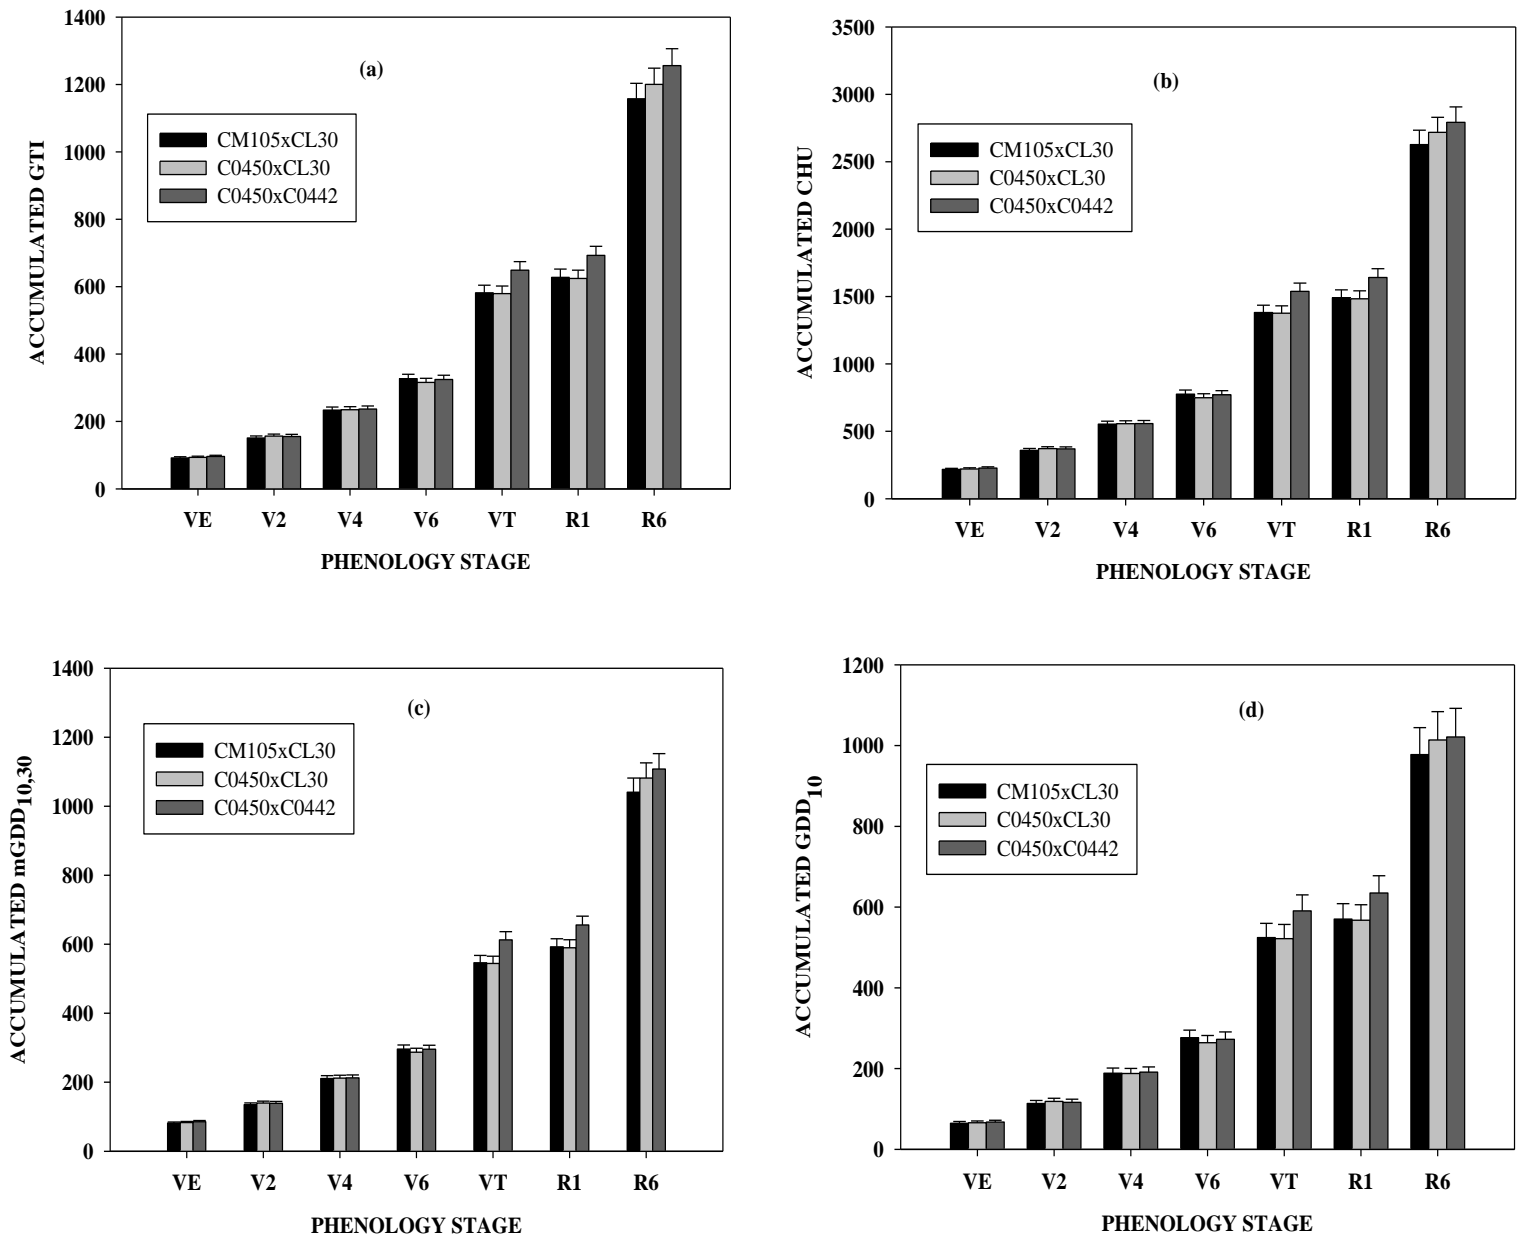 (a)
ACCUMULATED GTI
1400
1200
1000
800
600
400
200
0
CM105xCL30
C0450xCL30
C0450xC0442
VE V2 V4 V6 VT R1 R6
PHENOLOGY STAGE
(b)
ACCUMULATED CHU
3500
3000
2500
2000
1500
1000
500
0
CM105xCL30
C0450xCL30
C0450xC0442
VE V2 V4 V6 VT R1 R6
PHENOLOGY STAGE
(c)
ACCUMULATED mGDD10,30
1400
1200
1000
800
600
400
200
0
CM105xCL30
C0450xCL30
C0450xC0442
VE V2 V4 V6 VT R1 R6
PHENOLOGY STAGE
(d)
ACCUMULATED GDD10
1200
1000
800
600
400
200
0
CM105xCL30
C0450xCL30
C0450xC0442
VE V2 V4 V6 VT R1 R6
PHENOLOGY STAGE